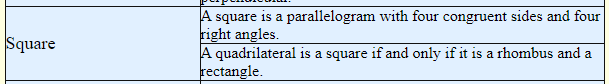 perpendicular.
Square
A square is a parallelogram with four congruent sides and four
right angles.
A quadrilateral is a square if and only if it is a rhombus and a
rectangle.